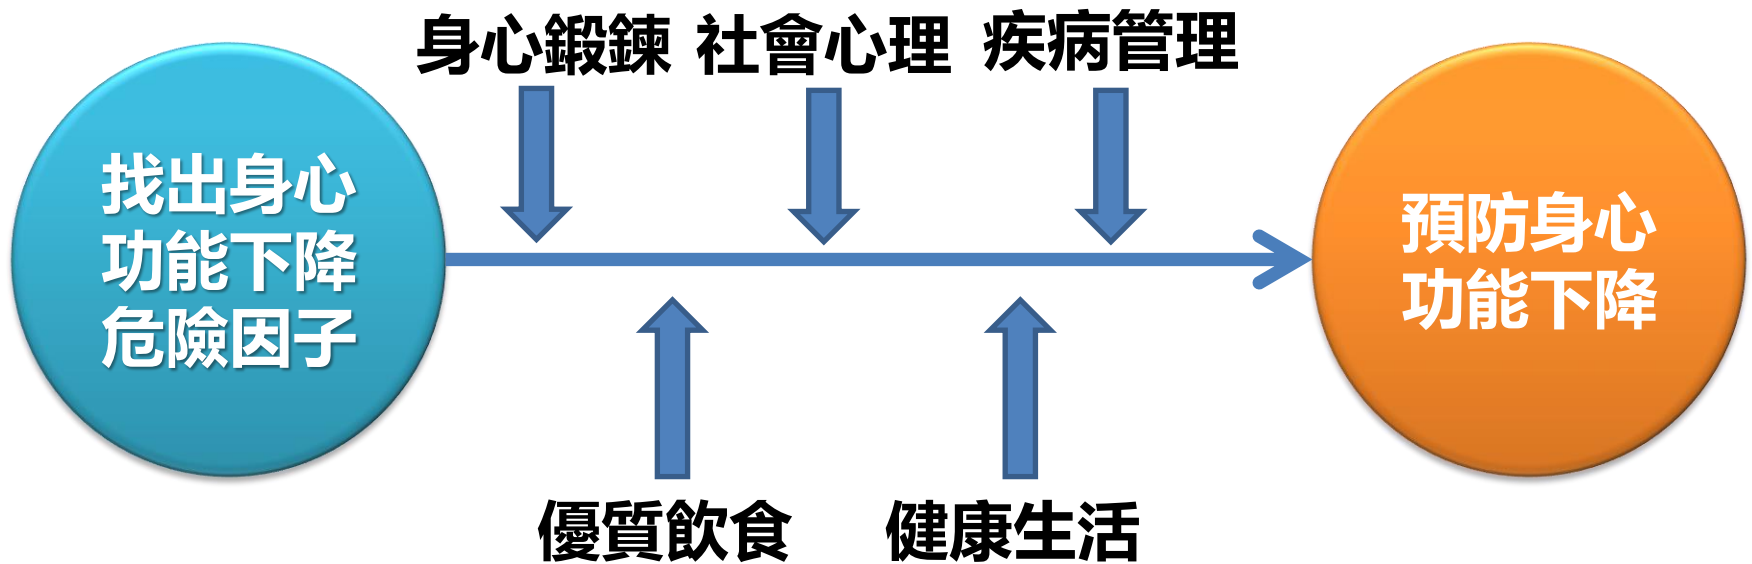 身心鍛鍊 社會心理 疾病管理
找出身心
功能下降
危險因子
預防身心
功能下降
優質飲食 健康生活